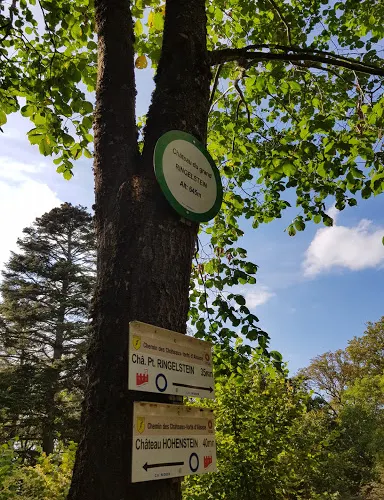 Château du grand
RINGELSTEIN
Alt. 645m
Chemin des Châteaux Forts d'Alsace
Châ. Pt. RINGELSTEIN 35mn
Chemin des Châteaux Forts d'Alsace
Château HOHENSTEIN 40mn